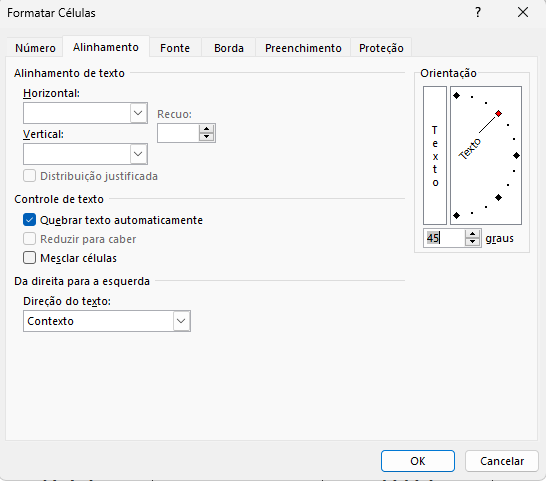 Formatar Células
?
Número Alinhamento Fonte Borda Preenchimento Proteção
Alinhamento de texto
Horizontal:
Recuo:
Vertical:
Distribuição justificada
Controle de texto
Quebrar texto automaticamente
Reduzir para caber
Mesclar células
Da direita para a esquerda
Direção do texto:
Contexto
Orientação
Texto
Texto
45 graus
OK Cancelar